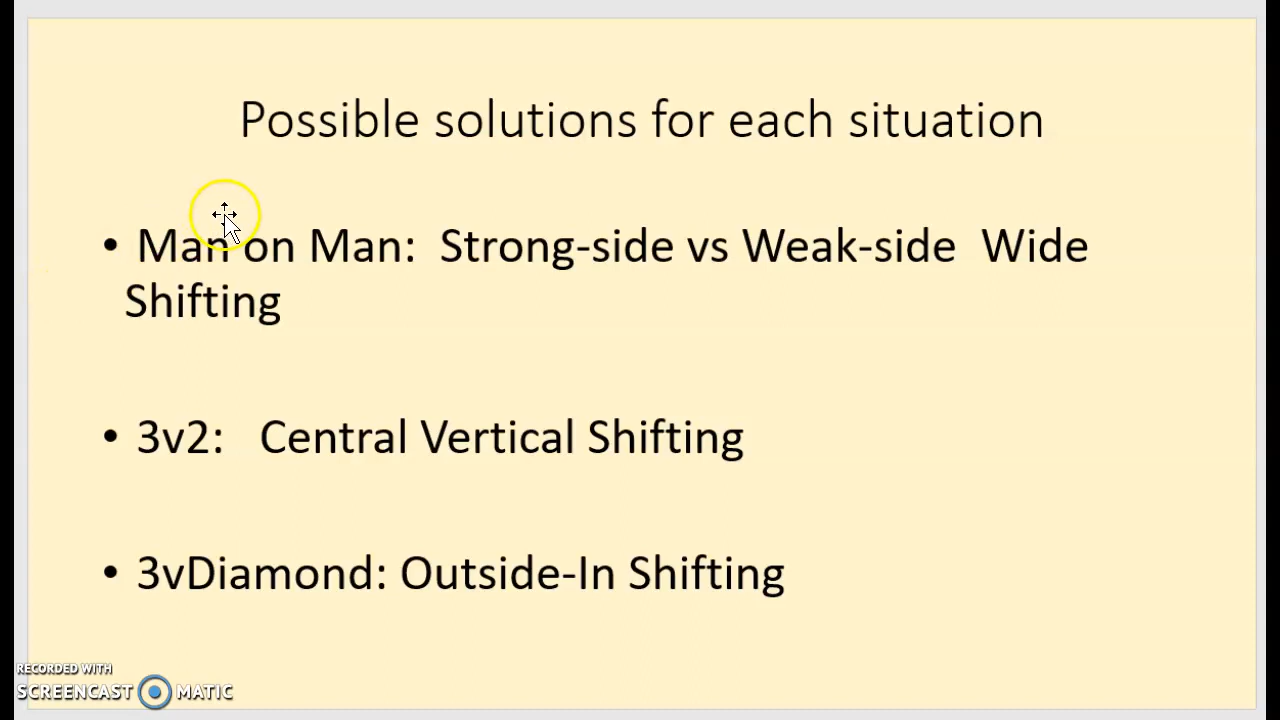 Possible solutions for each situation
• Man on Man:  Strong-side vs Weak-side  Wide
Shifting
• 3v2:   Central Vertical Shifting
• 3vDiamond: Outside-In Shifting
RECORDED WITH
SCREENCAST MATIC